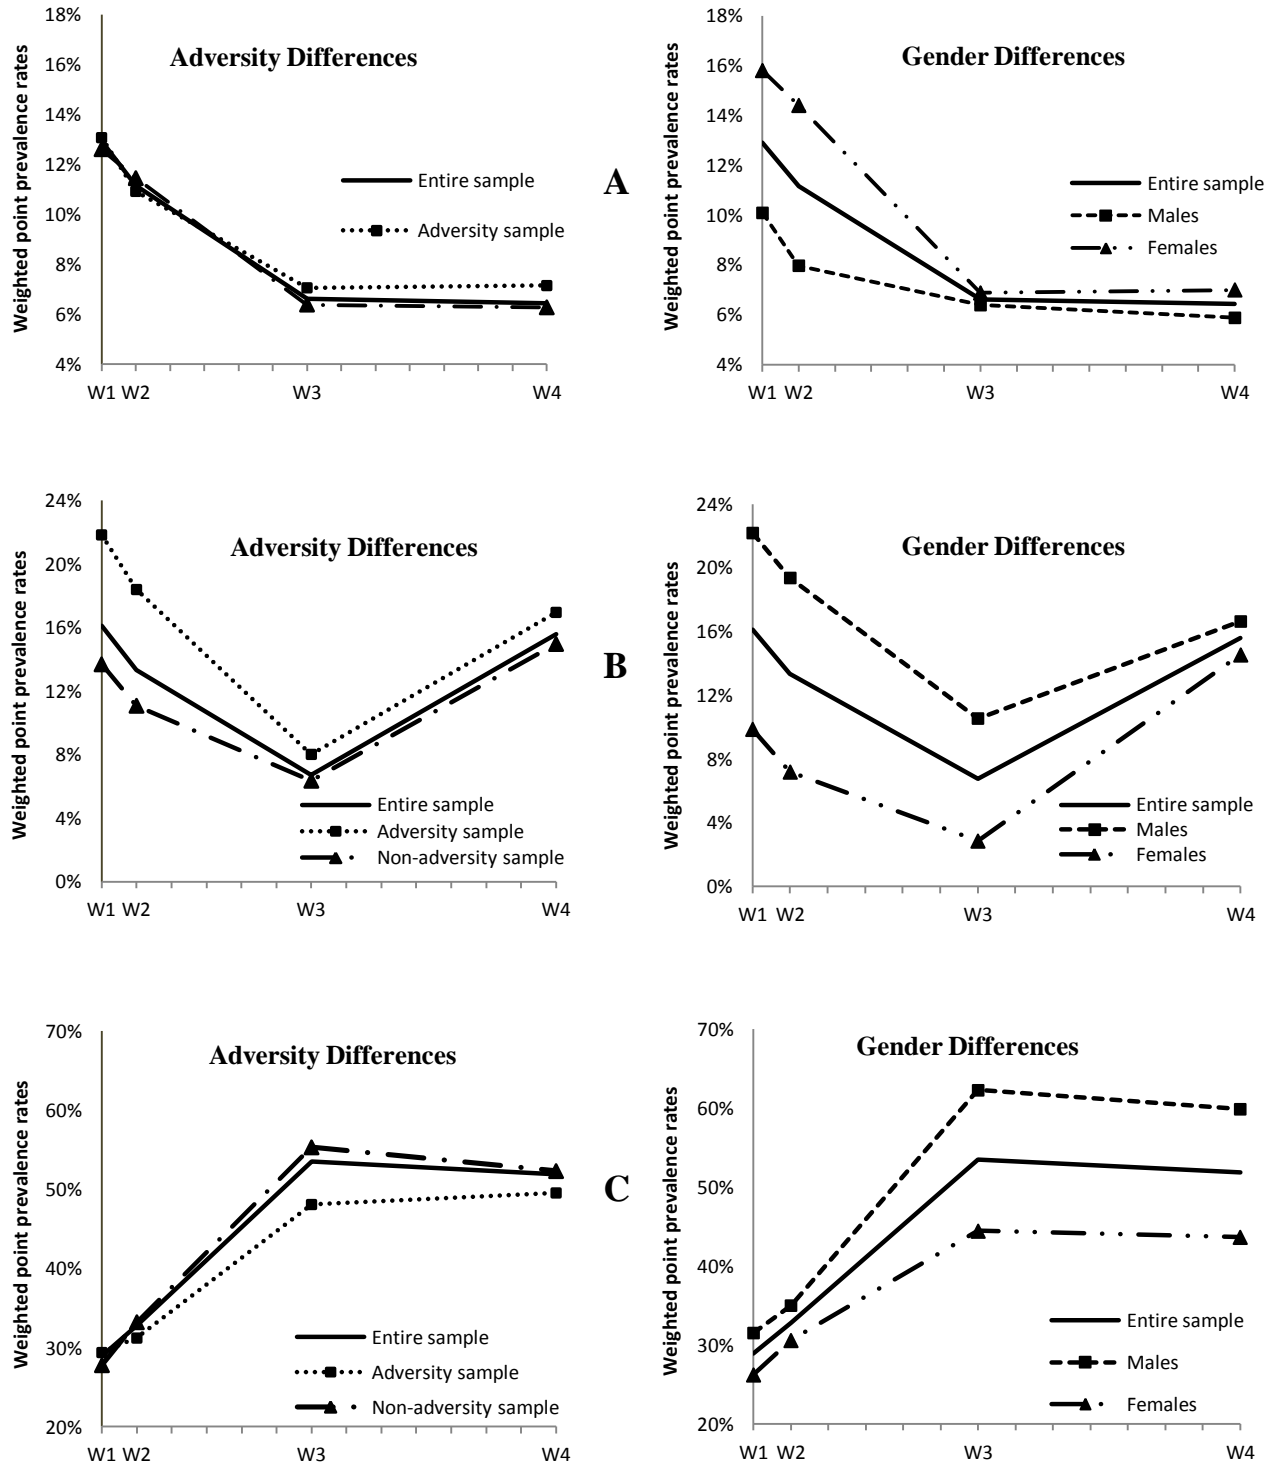 Adversity Differences
Weighted point prevalence rates
18%
16%
14%
12%
10%
8%
6%
4%
W1 W2 W3 W4
Entire sample
Adversity sample
A
Gender Differences
Weighted point prevalence rates
18%
16%
14%
12%
10%
8%
6%
4%
W1 W2 W3 W4
Entire sample
Males
Females
Adversity Differences
Weighted point prevalence rates
24%
20%
16%
12%
8%
4%
0%
W1 W2 W3 W4
Entire sample
Adversity sample
Non-adversity sample
B
Gender Differences
Weighted point prevalence rates
24%
20%
16%
12%
8%
4%
0%
W1 W2 W3 W4
Entire sample
Males
Females
Adversity Differences
Weighted point prevalence rates
70%
60%
50%
40%
30%
20%
W1 W2 W3 W4
Entire sample
Adversity sample
Non-adversity sample
C
Gender Differences
Weighted point prevalence rates
70%
60%
50%
40%
30%
20%
W1 W2 W3 W4
Entire sample
Males
Females